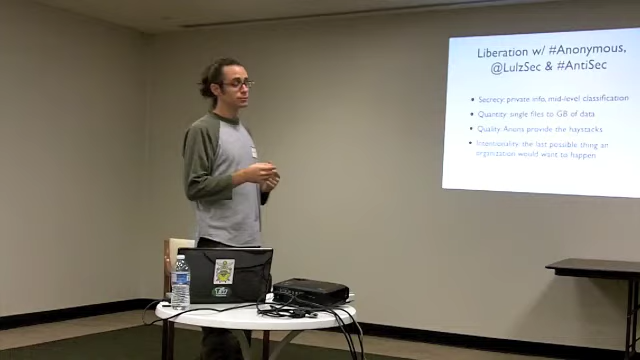 Liberation w/ #Anonymous,
@LulzSec & #AntiSec
• Secrecy: private info, mid-level classification
• Quantity: single files to GB of data
• Quality: Anons provide the haystacks
• Intentionality: the last possible thing an
organization would want to happen